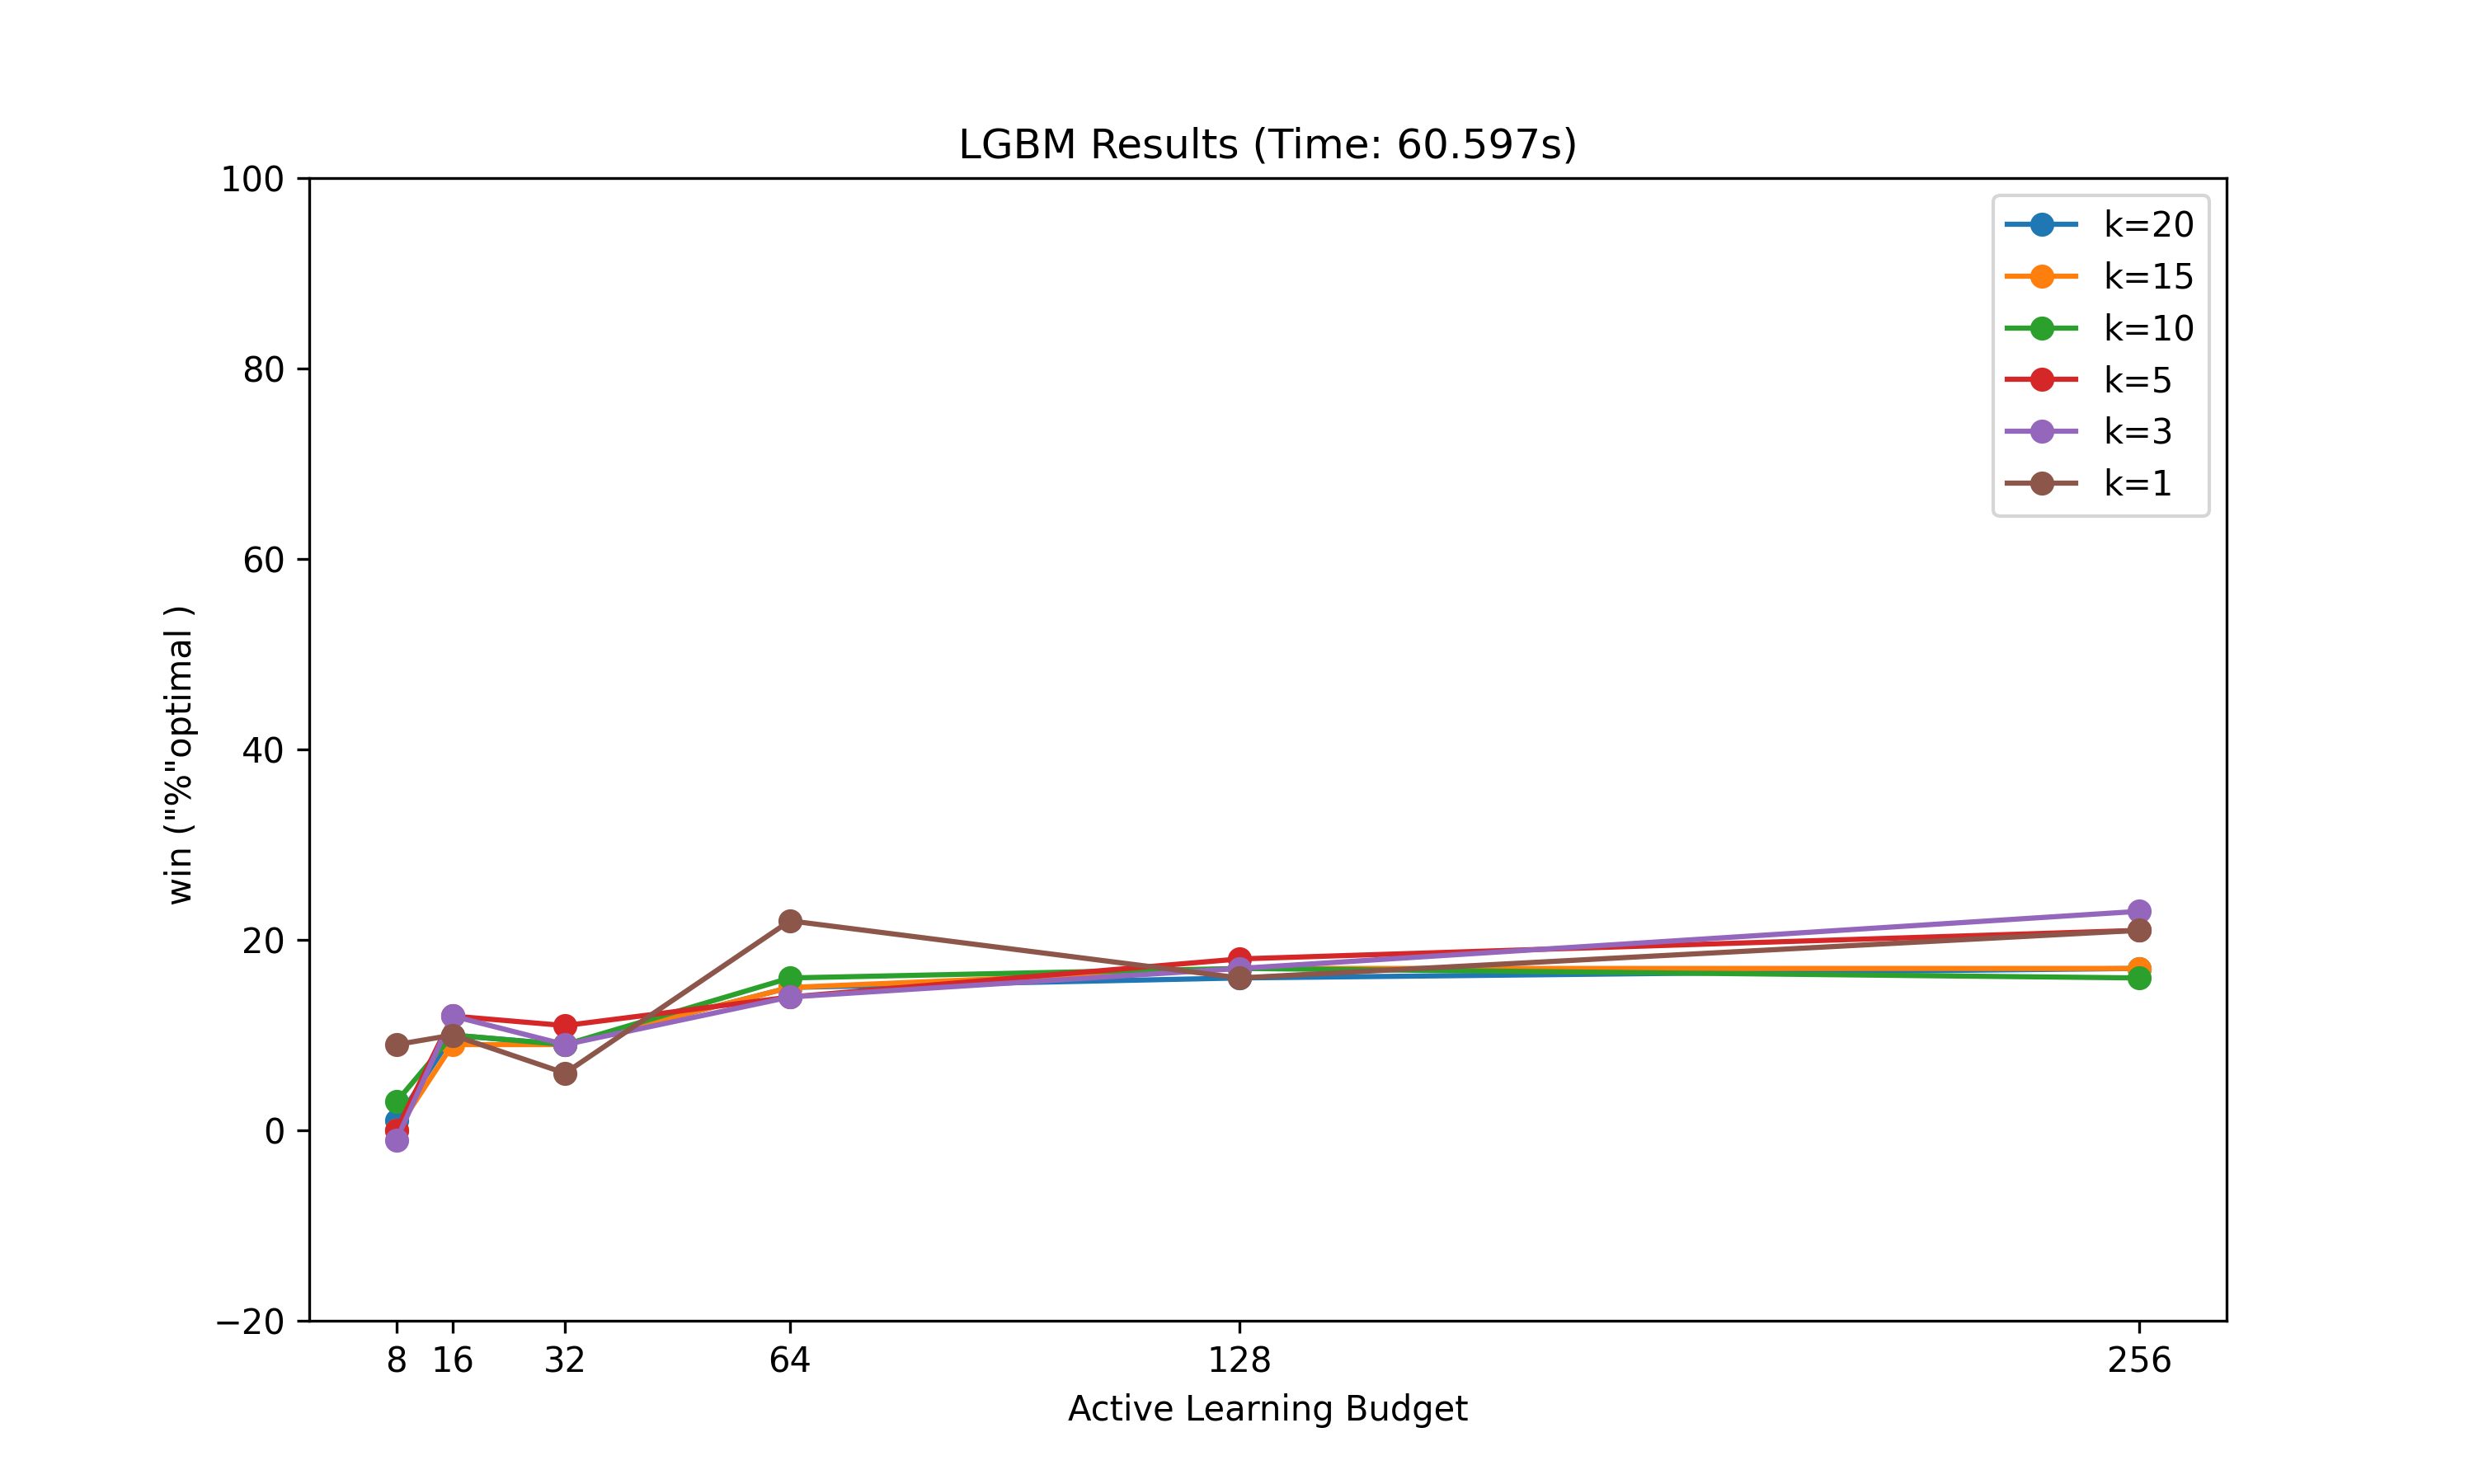 LGBM Results (Time: 60.597s)
100
80
60
40
20
0
−20
win ("%"optimal )
k=20
k=15
k=10
k=5
k=3
k=1
8 16 32 64 128 256
Active Learning Budget